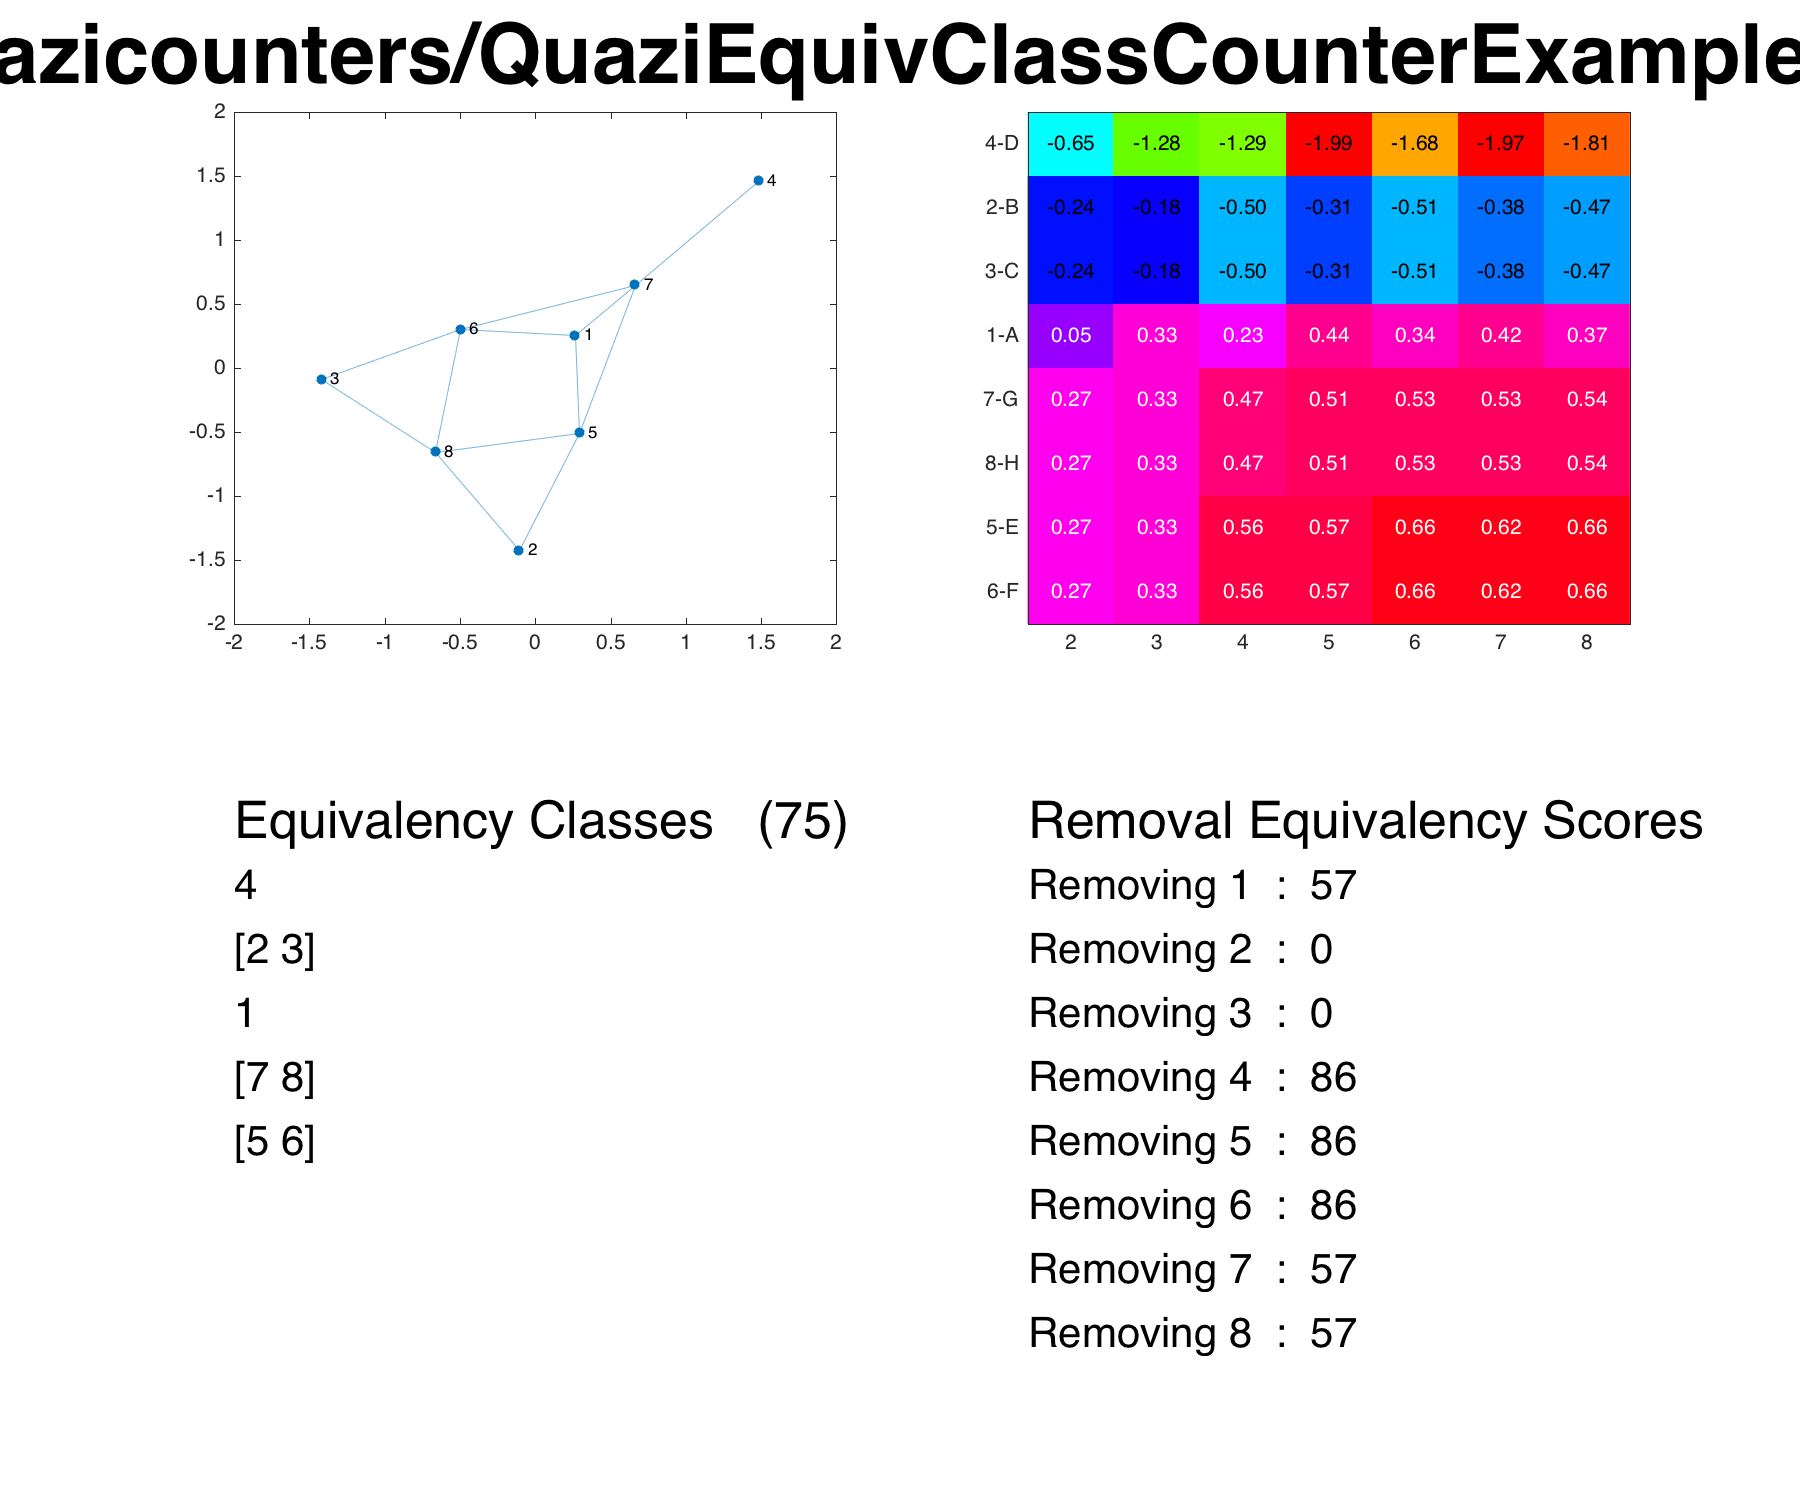 azicounters/QuaziEquivClassCounterExample
2
1.5
1
0.5
0
-0.5
-1
-1.5
-2
-2 -1.5 -1 -0.5 0 0.5 1 1.5 2
4
7
6
1
3
5
8
2
4-D -0.65 -1.28 -1.29 -1.99 -1.68 -1.97 -1.81
2-B -0.24 -0.18 -0.50 -0.31 -0.51 -0.38 -0.47
3-C -0.24 -0.18 -0.50 -0.31 -0.51 -0.38 -0.47
1-A 0.05 0.33 0.23 0.44 0.34 0.42 0.37
7-G 0.27 0.33 0.47 0.51 0.53 0.53 0.54
8-H 0.27 0.33 0.47 0.51 0.53 0.53 0.54
5-E 0.27 0.33 0.56 0.57 0.66 0.62 0.66
6-F 0.27 0.33 0.56 0.57 0.66 0.62 0.66
2 3 4 5 6 7 8
Equivalency Classes (75)
4
[2 3]
1
[7 8]
[5 6]
Removal Equivalency Scores
Removing 1 : 57
Removing 2 : 0
Removing 3 : 0
Removing 4 : 86
Removing 5 : 86
Removing 6 : 86
Removing 7 : 57
Removing 8 : 57